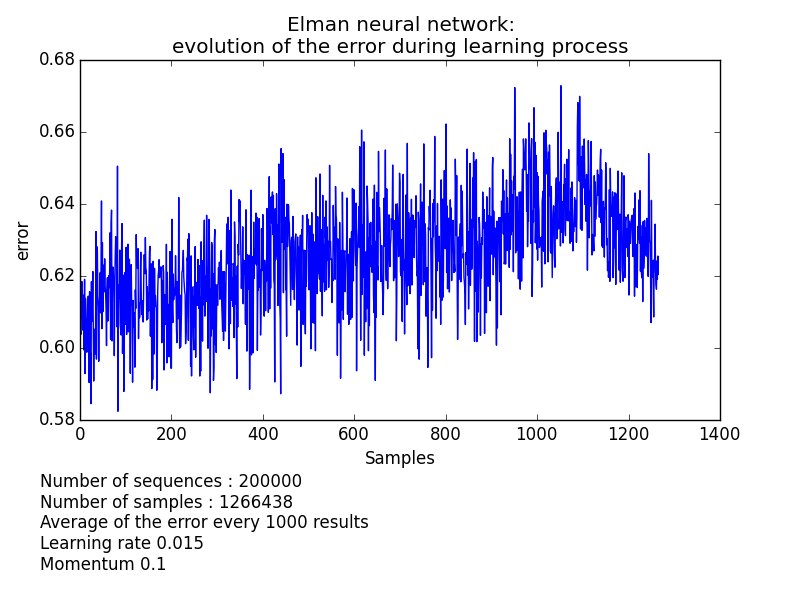 Elman neural network:
evolution of the error during learning process
0.68
0.66
0.64
0.62
0.60
0.58
error
0 200 400 600 800 1000 1200 1400
Samples
Number of sequences : 200000
Number of samples : 1266438
Average of the error every 1000 results
Learning rate 0.015
Momentum 0.1